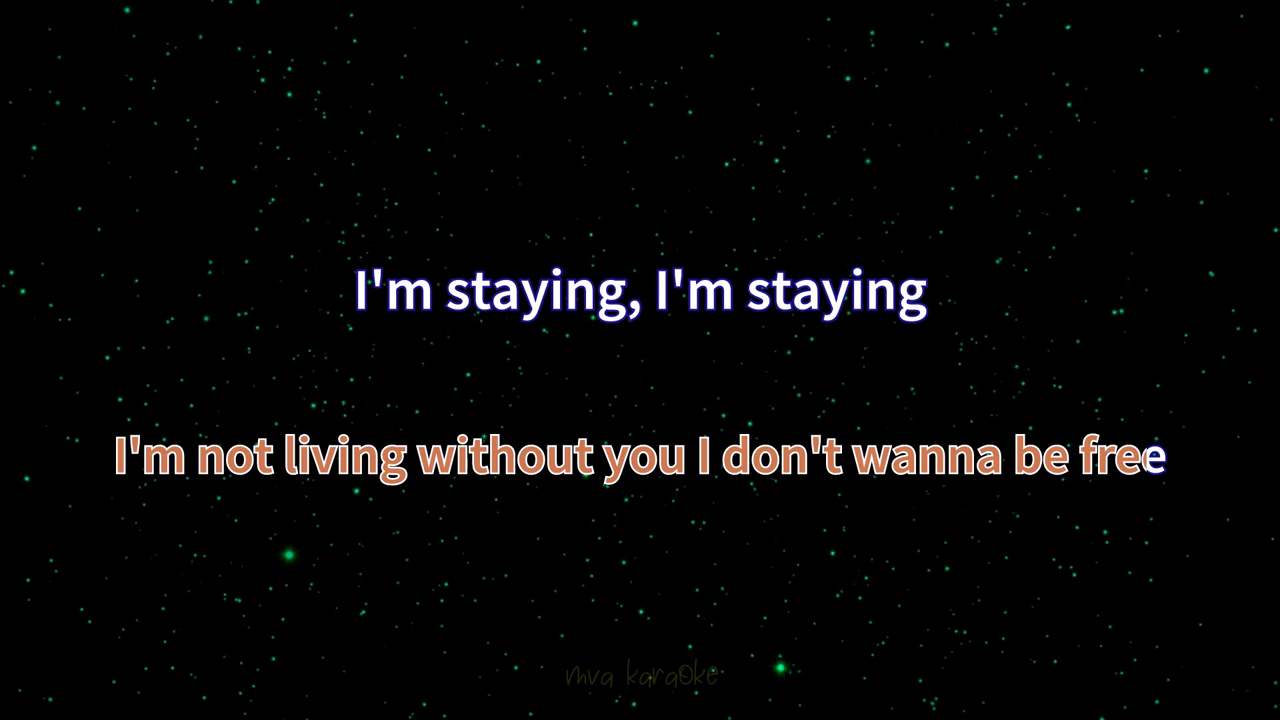 I'm staying, I'm staying
I'm not living without you I don't wanna be free
mva karaoke